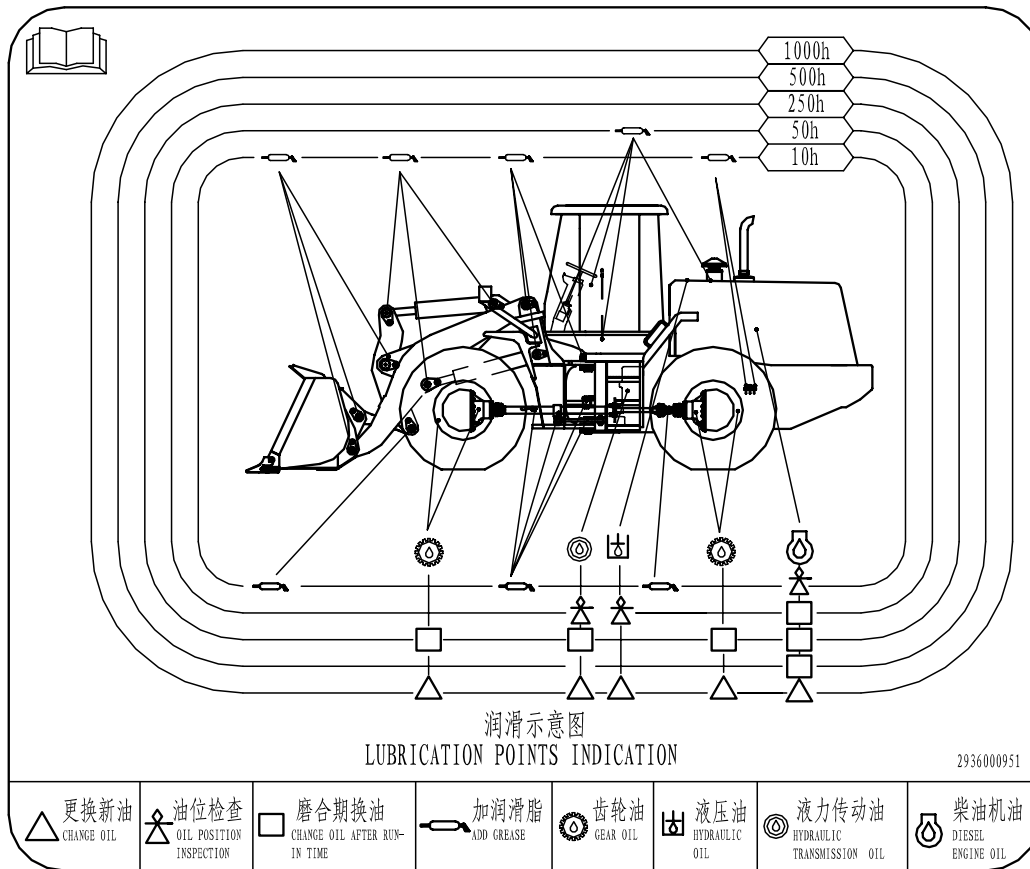 1000h
500h
250h
50h
10h
润滑示意图
LUBRICATION POINTS INDICATION
2936000951
更换新油
CHANGE OIL
油位检查
OIL POSITION
INSPECTION
磨合期换油
CHANGE OIL AFTER RUN-
IN TIME
加润滑脂
ADD GREASE
齿轮油
GEAR OIL
液压油
HYDRAULIC
OIL
液力传动油
HYDRAULIC
TRANSMISSION OIL
柴油机油
DIESEL
ENGINE OIL